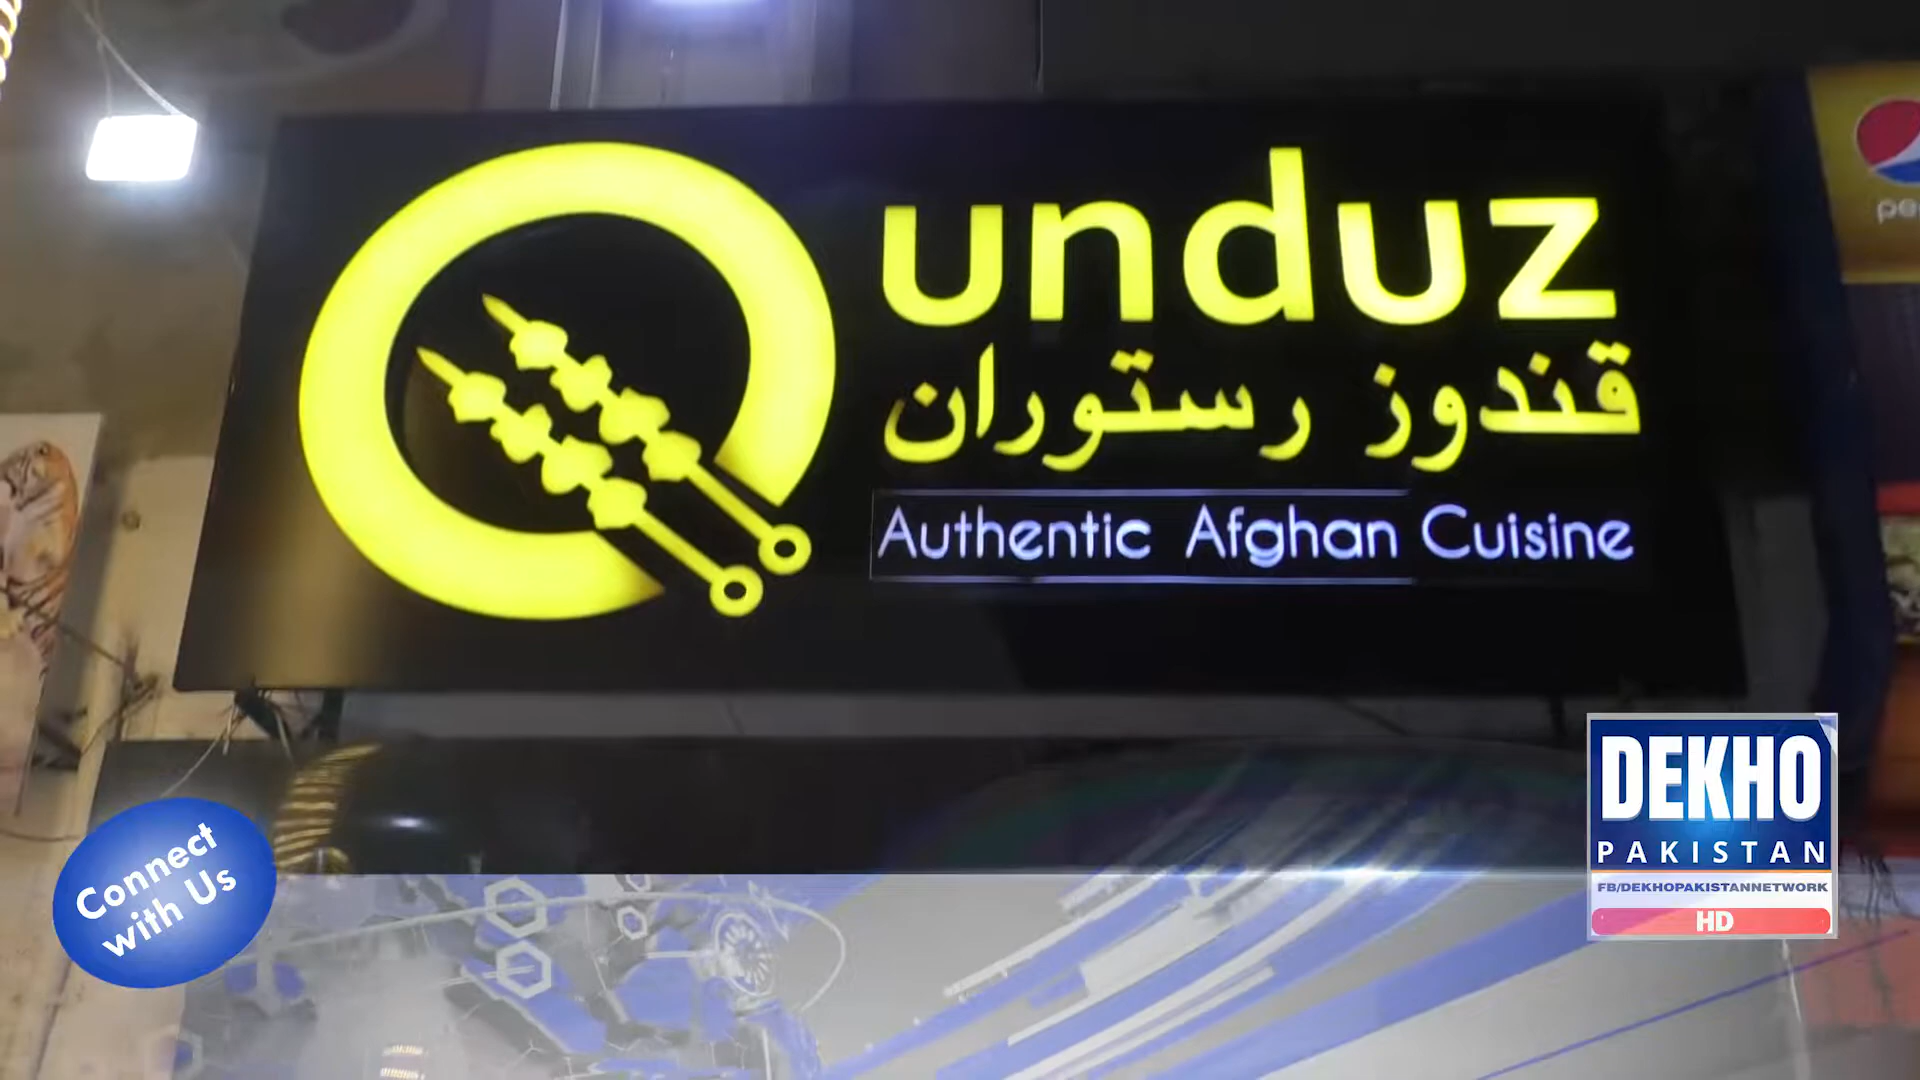 Qunduz
قندوز رستوران
Authentic Afghan Cuisine
Connect
with Us
DEKHO
PAKISTAN
FB/DEKHOPAKISTANNETWORK
HD